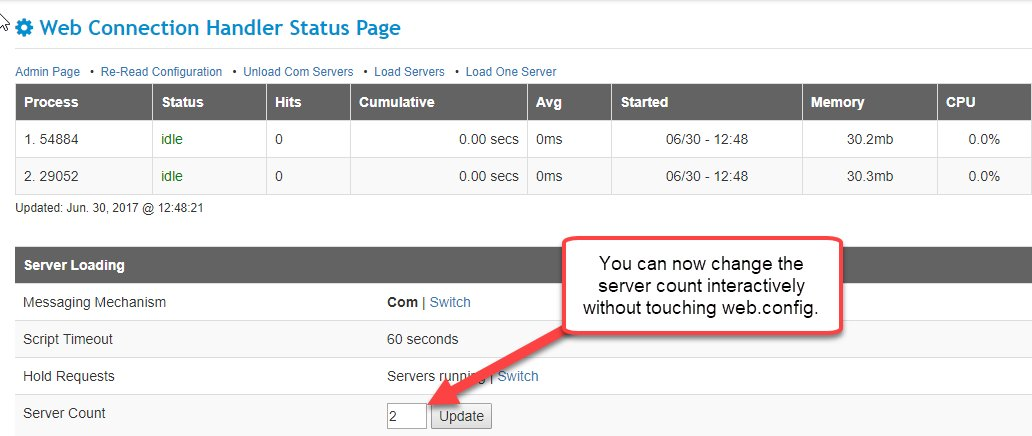 Web Connection Handler Status Page
Admin Page • Re-Read Configuration • Unload Com Servers • Load Servers • Load One Server
Process Status Hits Cumulative Avg Started Memory CPU
1. 54884 idle 0 0.00 secs 0ms 06/30 - 12:48 30.2mb 0.0%
2. 29052 idle 0 0.00 secs 0ms 06/30 - 12:48 30.3mb 0.0%
Updated: Jun. 30, 2017 @ 12:48:21
Server Loading
You can now change the
server count interactively
without touching web.config.
Messaging Mechanism Com | Switch
Script Timeout 60 seconds
Hold Requests Servers running | Switch
Server Count 2 Update